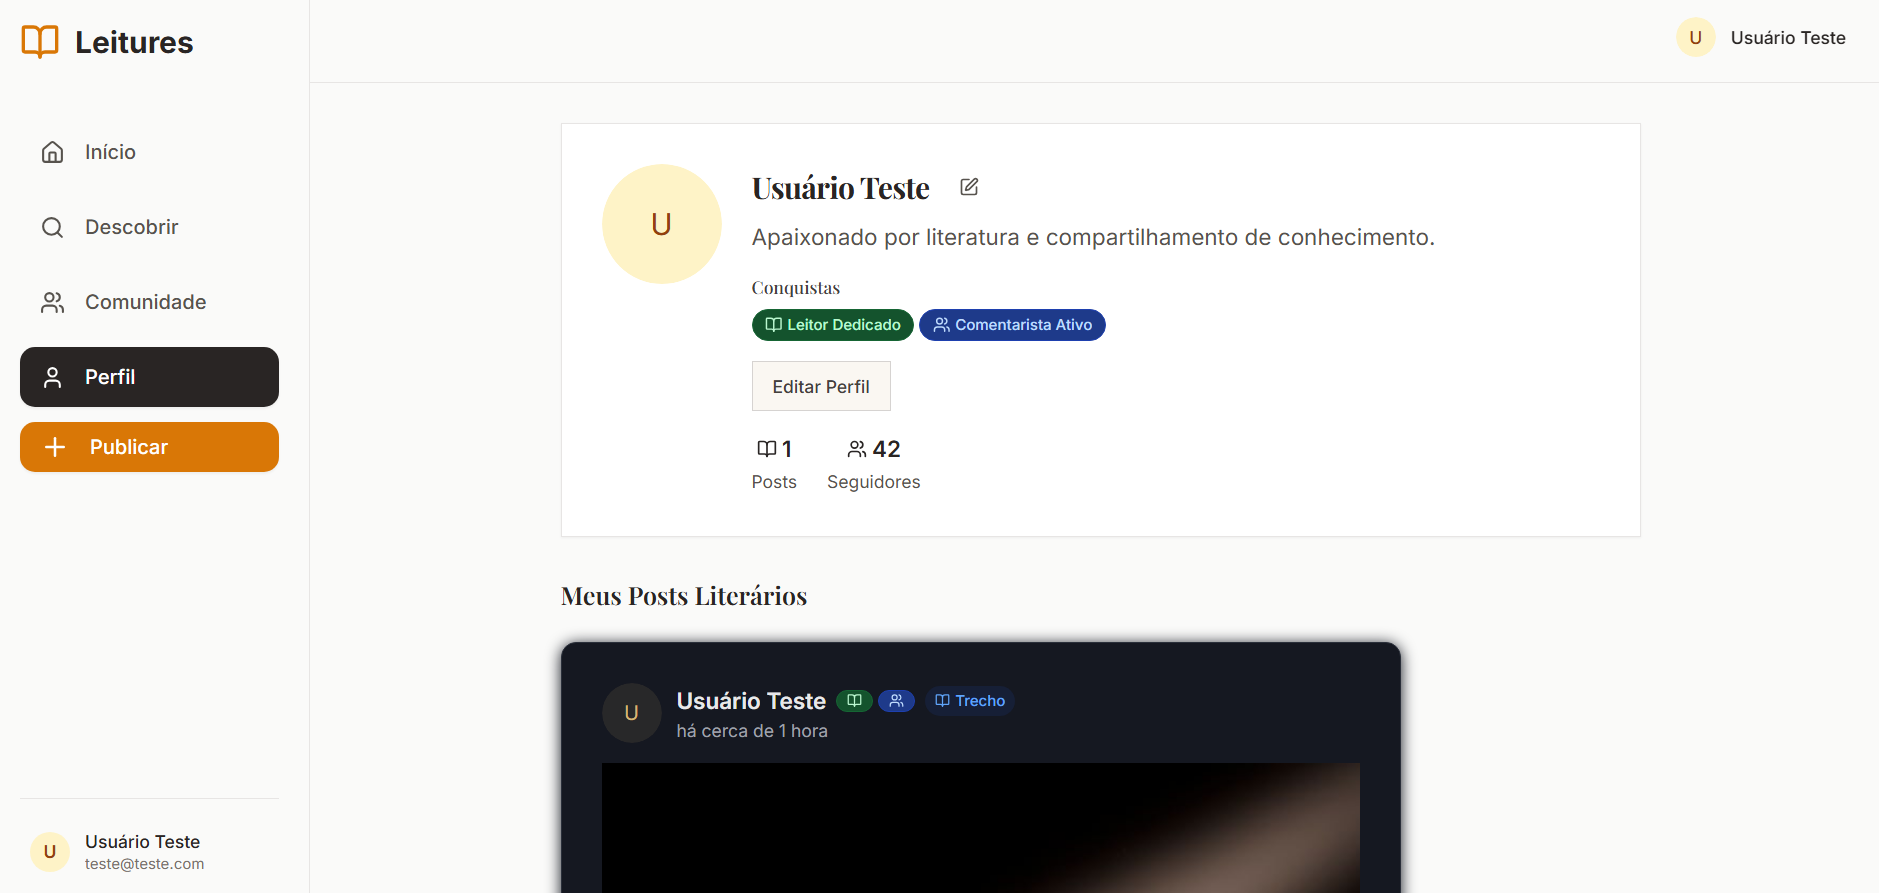 Leitures
Início
Descobrir
Comunidade
Perfil
Publicar
Usuário Teste
teste@teste.com
U
U Usuário Teste
U
Usuário Teste
Apaixonado por literatura e compartilhamento de conhecimento.
Conquistas
Leitor Dedicado Comentarista Ativo
Editar Perfil
1 42
Posts Seguidores
Meus Posts Literários
U
Usuário Teste Trecho
há cerca de 1 hora